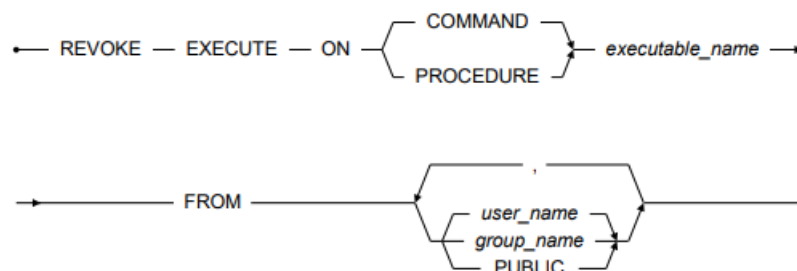 COMMAND
REVOKE EXECUTE ON executable_name
PROCEDURE
,
FROM
user_name
group_name
PUBLIC